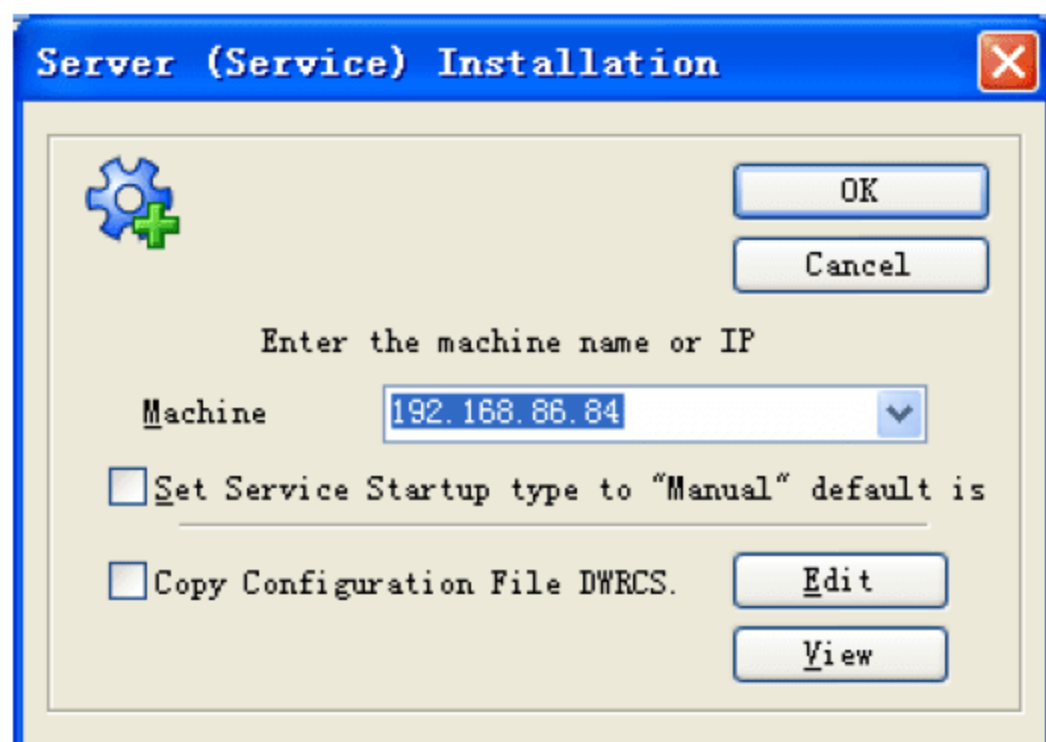 Server (Service) Installation
OK
Cancel
Enter the machine name or IP
Machine 192.168.86.84
Set Service Startup type to "Manual" default is
Copy Configuration File DWRCS. Edit
View